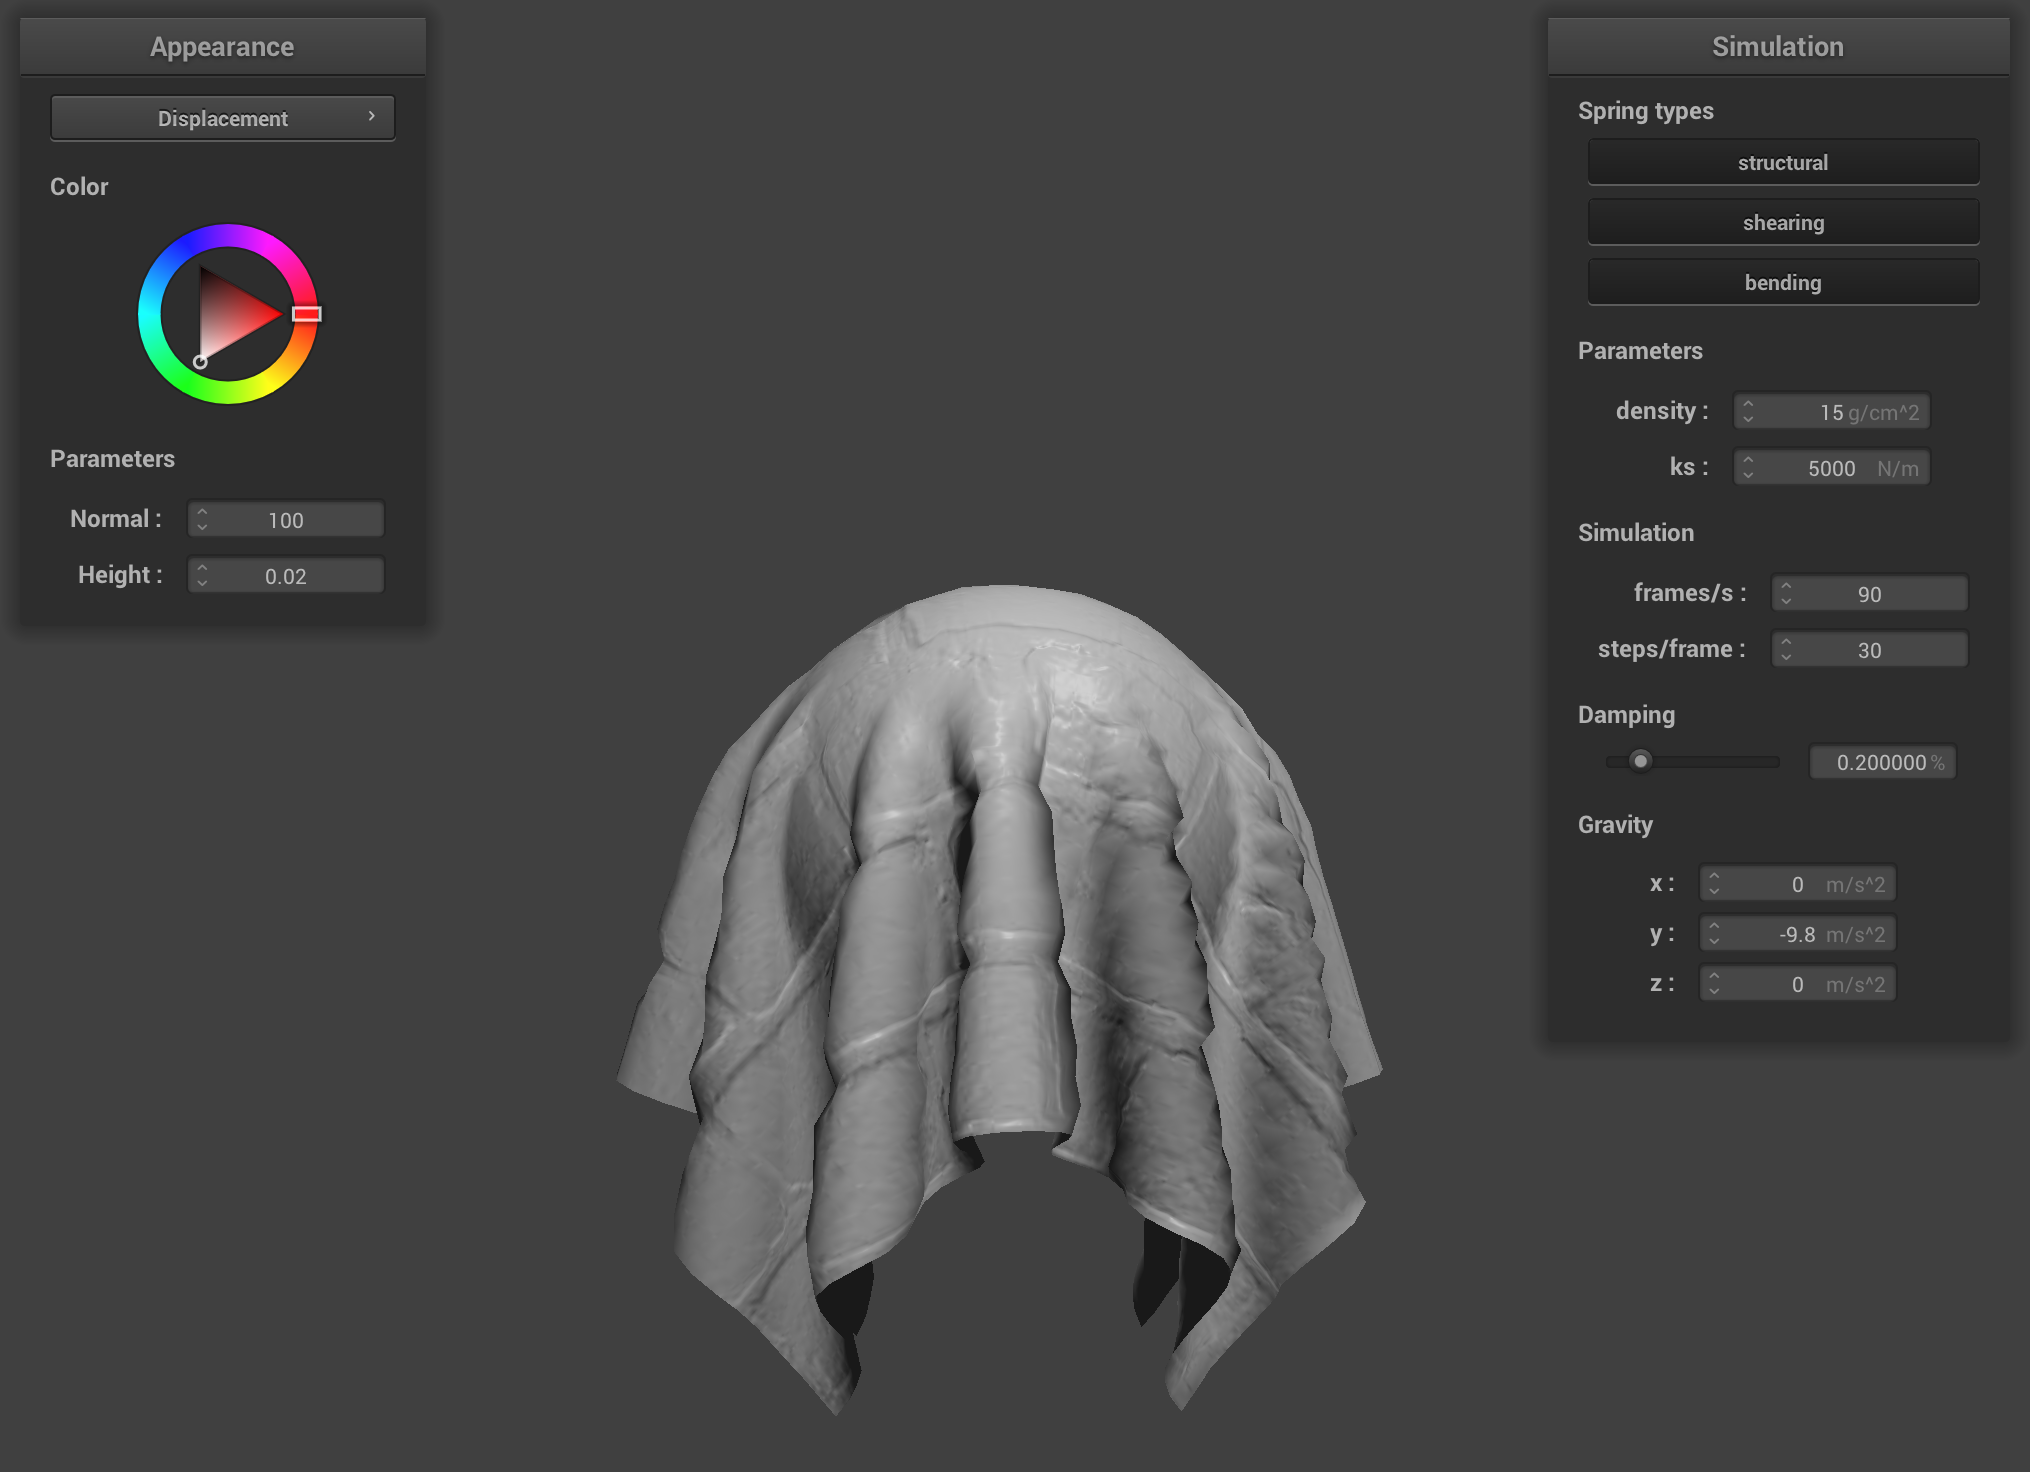 Appearance
Displacement
Color
Parameters
Normal : 100
Height : 0.02
Simulation
Spring types
structural
shearing
bending
Parameters
density : 15 g/cm^2
ks : 5000 N/m
Simulation
frames/s : 90
steps/frame : 30
Damping
0.200000 %
Gravity
x : 0 m/s^2
y : -9.8 m/s^2
z : 0 m/s^2